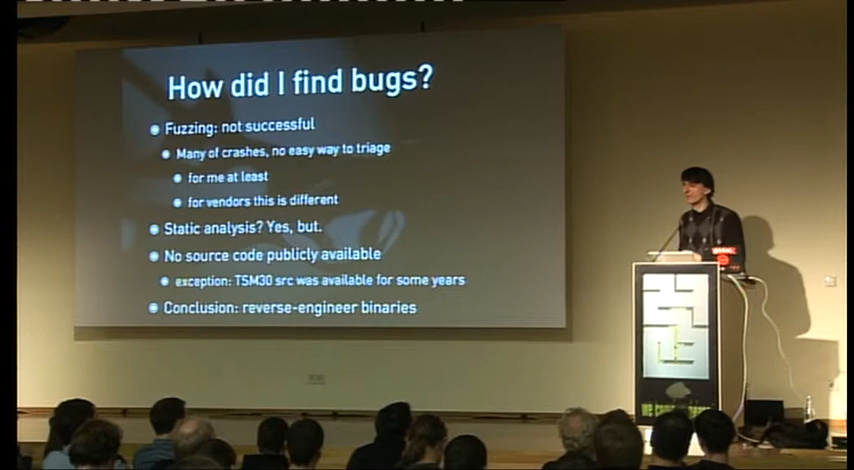 How did I find bugs?
Fuzzing: not successful
Many of crashes, no easy way to triage
for me at least
for vendors this is different
Static analysis? Yes, but.
No source code publicly available
exception: TSM30 src was available for some years
Conclusion: reverse-engineer binaries
we come